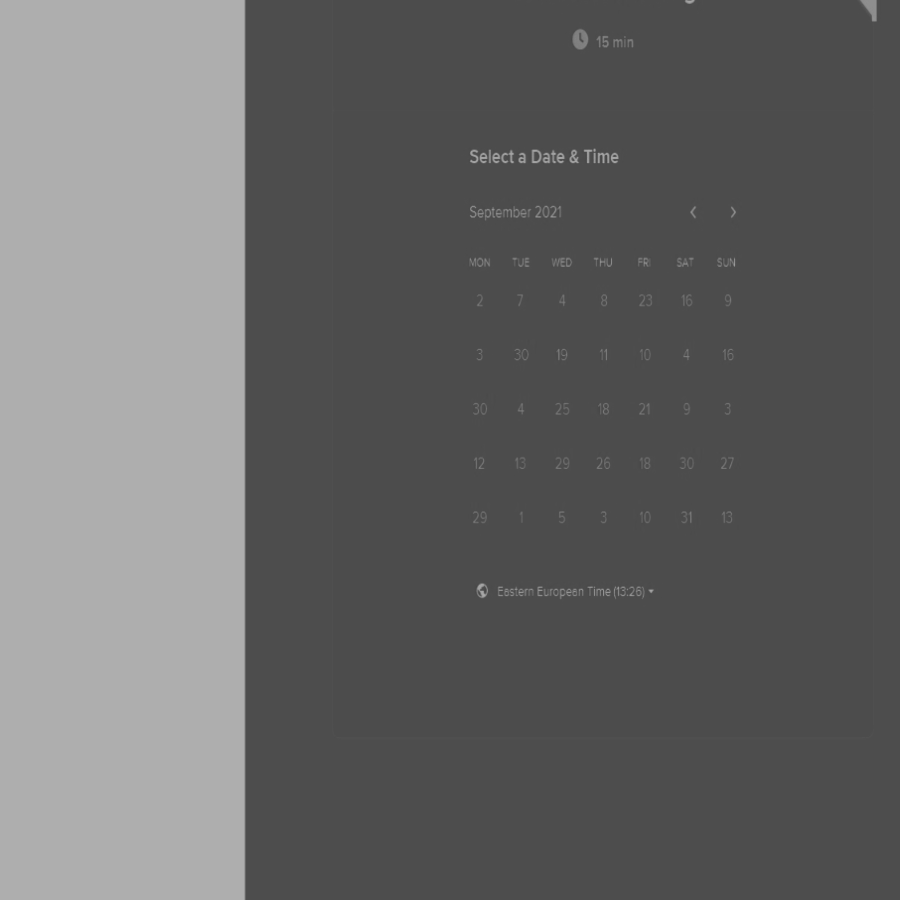 15 min
Select a Date & Time
September 2021
MON TUE WED THU FRI SAT SUN
2 7 4 8 23 16 9
3 30 19 11 10 4 16
30 4 25 18 21 9 3
12 13 29 26 18 30 27
29 1 5 3 10 31 13
Eastern European Time (13:26)